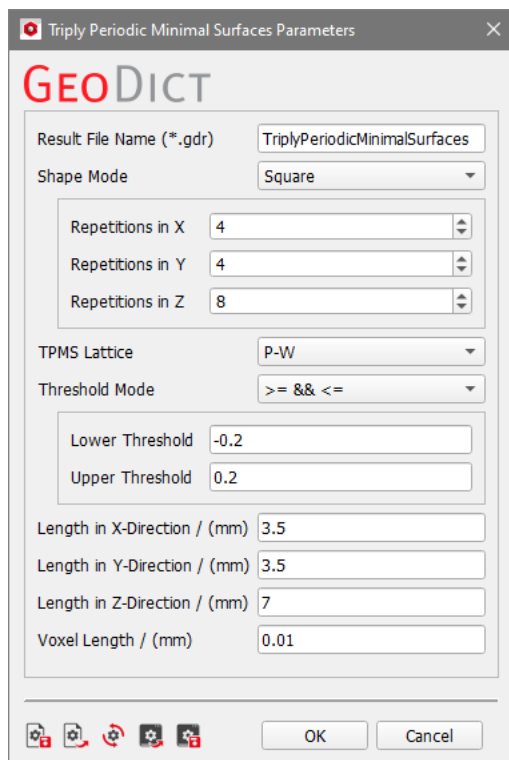 Triply Periodic Minimal Surfaces Parameters
GEODICT
Result File Name (*.gdr) TriplyPeriodicMinimalSurfaces
Shape Mode Square
Repetitions in X 4
Repetitions in Y 4
Repetitions in Z 8
TPMS Lattice P-W
Threshold Mode >= && <=
Lower Threshold -0.2
Upper Threshold 0.2
Length in X-Direction / (mm) 3.5
Length in Y-Direction / (mm) 3.5
Length in Z-Direction / (mm) 7
Voxel Length / (mm) 0.01
OK Cancel